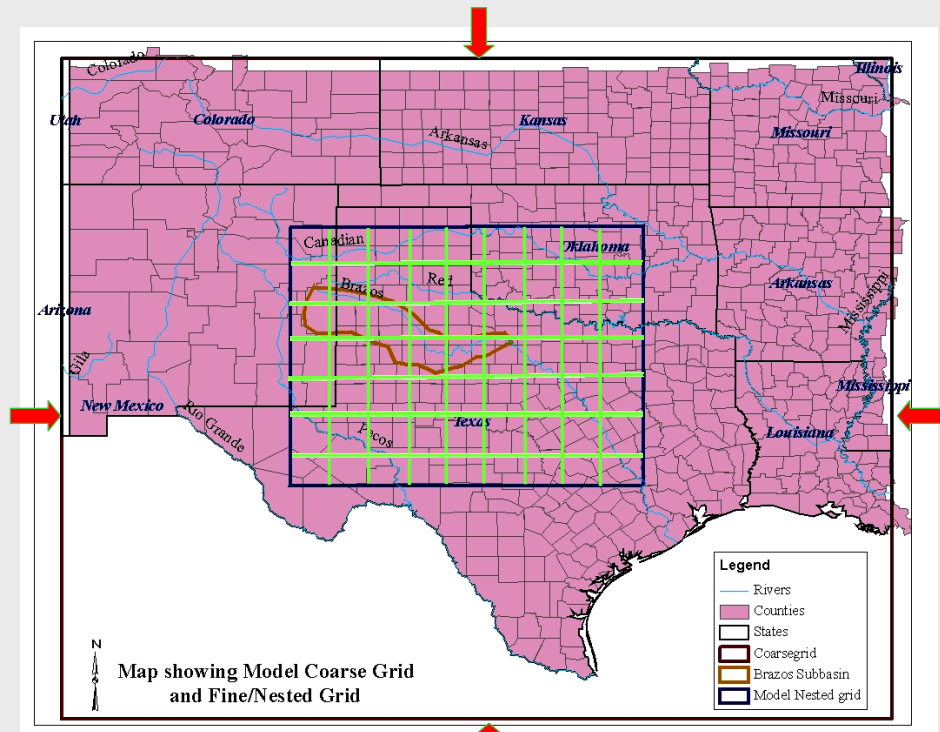 Colorado
Illinois
Missouri
Utah
Colorado
Kansas
Missouri
Arkansas
Canadian
Oklahoma
Red
Brazos
Arkansas
Mississippi
Arizona
Gila
Mississippi
New Mexico
Rio Grande
Pecos
Texas
Louisiana
Legend
Rivers
Counties
States
Coarsegrid
Brazos Subbasin
Model Nested grid
N
Map showing Model Coarse Grid
and Fine/Nested Grid